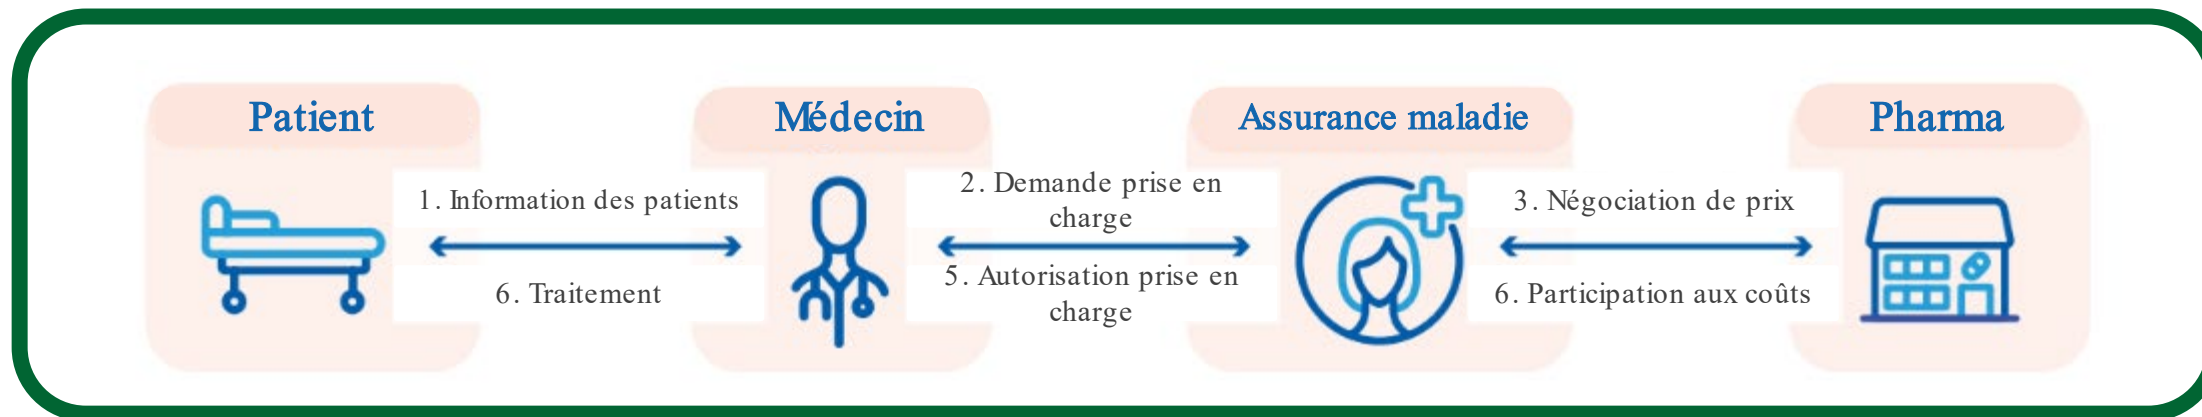 Patient
Médecin
Assurance maladie
Pharma
1. Information des patients
6. Traitement
2. Demande prise en
charge
5. Autorisation prise en
charge
3. Négociation de prix
6. Participation aux coûts